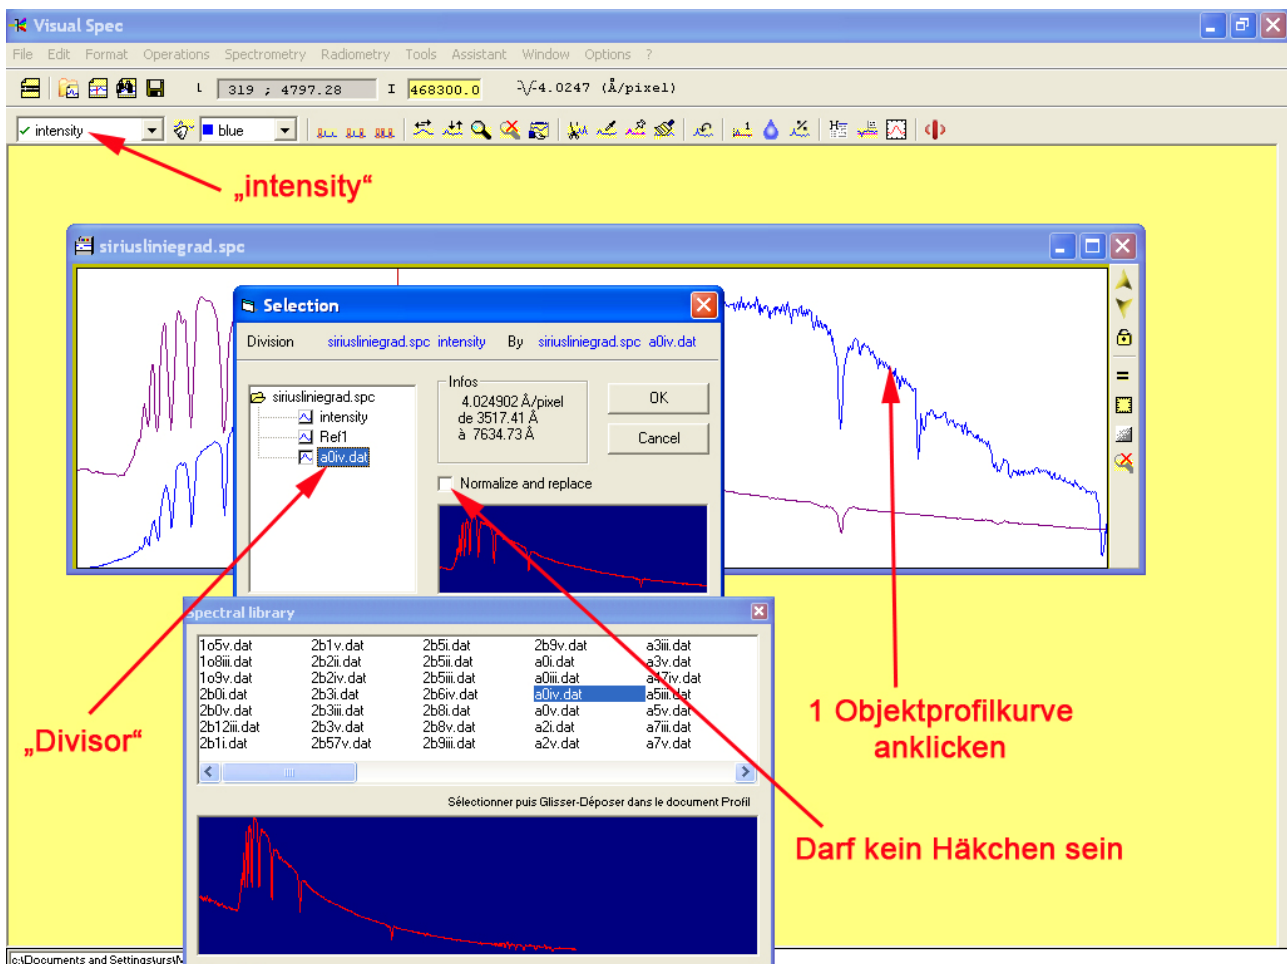 Visual Spec
File Edit Format Operations Spectrometry Radiometry Tools Assistant Window Options ?
L 319 ; 4797.28 I 468300.0 4.0247 (Å/pixel)
intensity blue
„intensity“
siriusliniegrad.spc
Selection
Division siriusliniegrad.spc intensity By siriusliniegrad.spc a0iv.dat
siriusliniegrad.spc
intensity
Ref1
a0iv.dat
Infos
4.024902 Å/pixel
de 3517.41 Å
à 7634.73 Å
OK
Cancel
Normalize and replace
Spectral library
1o5v.dat 2b1v.dat 2b5i.dat 2b9v.dat a3iii.dat
1o8iii.dat 2b2ii.dat 2b5ii.dat a0i.dat a3v.dat
1o9v.dat 2b2iv.dat 2b5iii.dat a0iii.dat a47iv.dat
2b0i.dat 2b3i.dat 2b6iv.dat a0iv.dat a5iii.dat
2b0v.dat 2b3iii.dat 2b8i.dat a0v.dat a5v.dat
2b12iii.dat 2b3v.dat 2b8v.dat a2i.dat a7iii.dat
2b1i.dat 2b57v.dat 2b9iii.dat a2v.dat a7v.dat
„Divisor“
1 Objektprofilkurve
anklicken
Sélectionner puis Glisser-Déposer dans le document Profil
Darf kein Häkchen sein
c:\Documents and Settings\urs\M